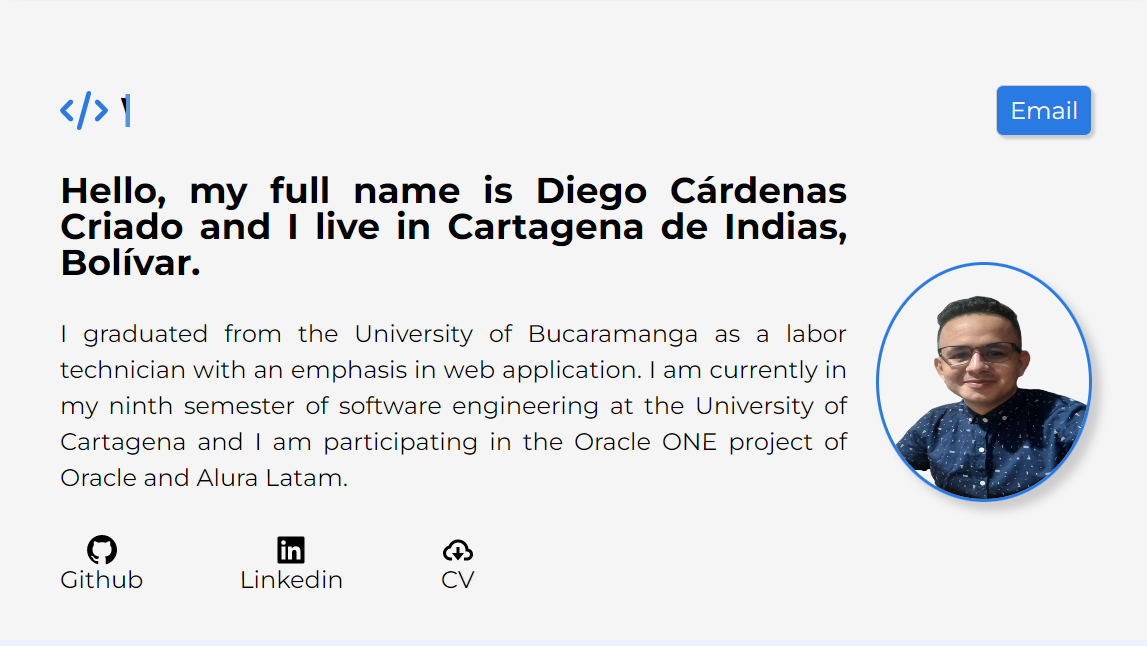 </>
Email
Hello, my full name is Diego Cárdenas
Criado and I live in Cartagena de Indias,
Bolívar.
I graduated from the University of Bucaramanga as a labor
technician with an emphasis in web application. I am currently in
my ninth semester of software engineering at the University of
Cartagena and I am participating in the Oracle ONE project of
Oracle and Alura Latam.
Github
Linkedin
CV